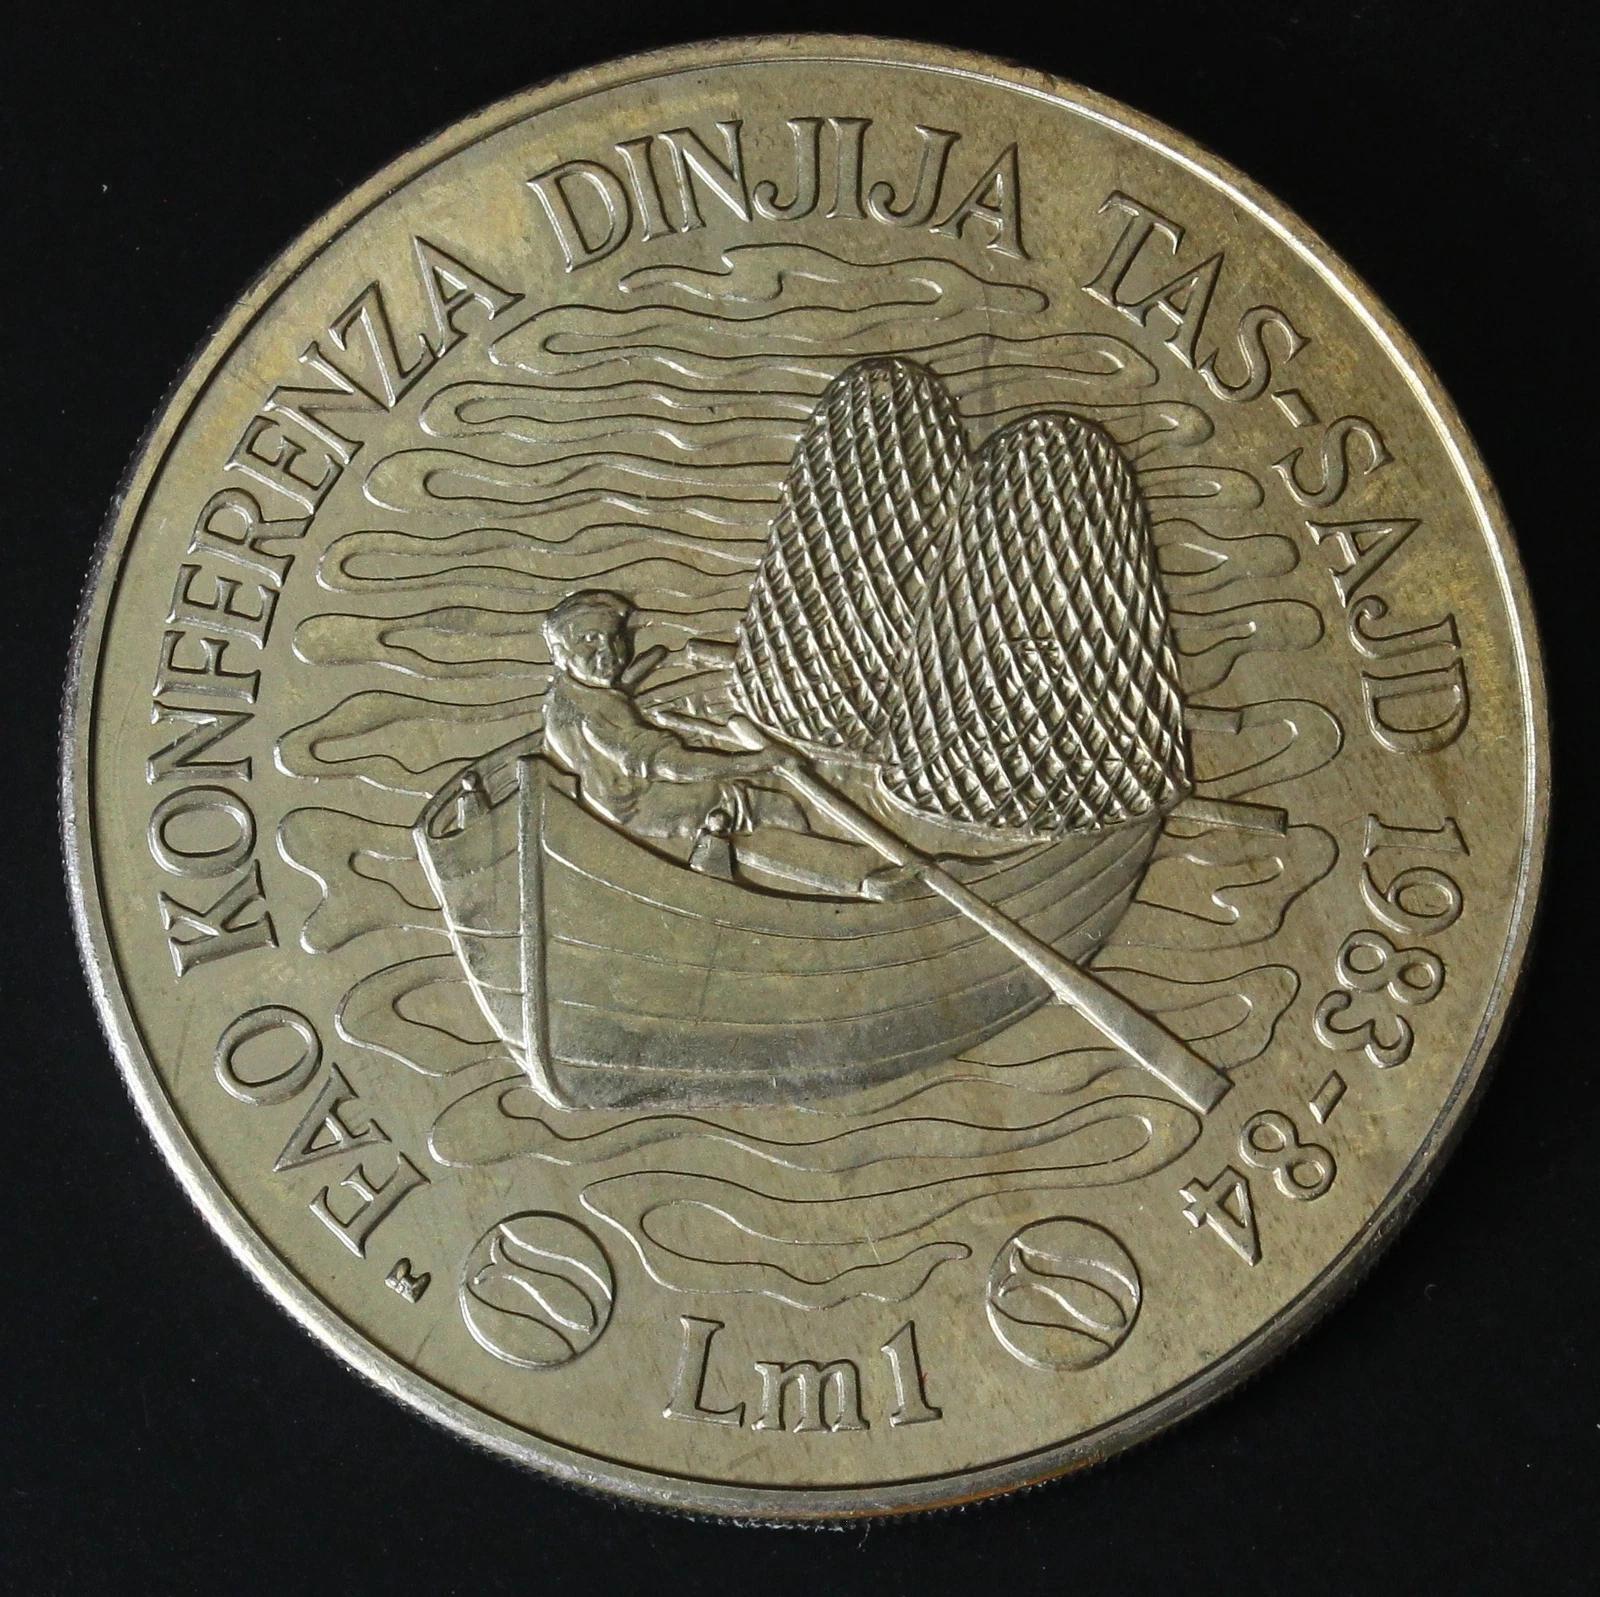 FAO KONFERENZA DINJIJA TAS-SAJD 1983-84
Lm1